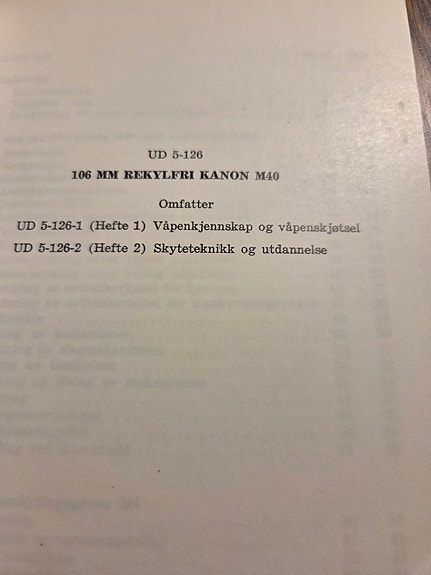 UD 5-126
106 MM REKYLFRI KANON M40
Omfatter
UD 5-126-1 (Hefte 1) Våpenkjennskap og våpenskjøtsel
UD 5-126-2 (Hefte 2) Skyteteknikk og utdannelse